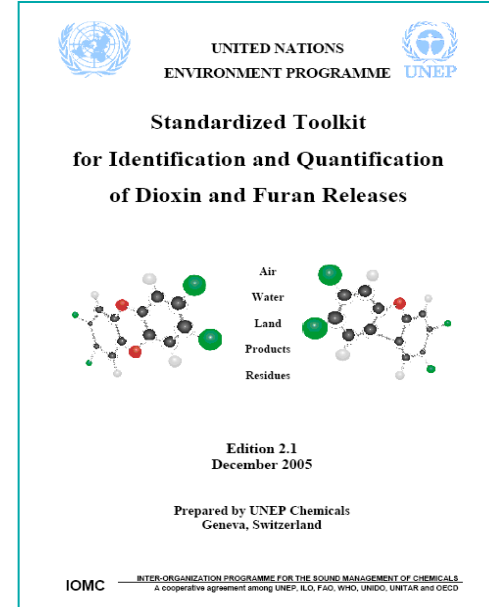 UNITED NATIONS
ENVIRONMENT PROGRAMME
UNEP
Standardized Toolkit
for Identification and Quantification
of Dioxin and Furan Releases
Air
Water
Land
Products
Residues
Edition 2.1
December 2005
Prepared by UNEP Chemicals
Geneva, Switzerland
IOMC
INTER-ORGANIZATION PROGRAMME FOR THE SOUND MANAGEMENT OF CHEMICALS
A cooperative agreement among UNEP, ILO, FAO, WHO, UNIDO, UNITAR and OECD